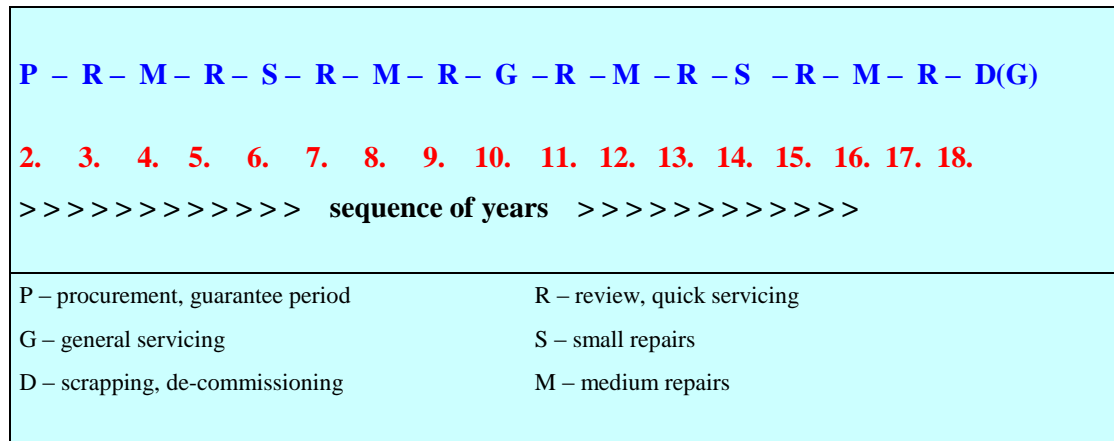 P – R – M – R – S – R – M – R – G – R – M – R – S – R – M – R – D(G)
2. 3. 4. 5. 6. 7. 8. 9. 10. 11. 12. 13. 14. 15. 16. 17. 18.
> > > > > > > > > > > > sequence of years > > > > > > > > > > > >
P – procurement, guarantee period R – review, quick servicing
G – general servicing S – small repairs
D – scrapping, de-commissioning M – medium repairs